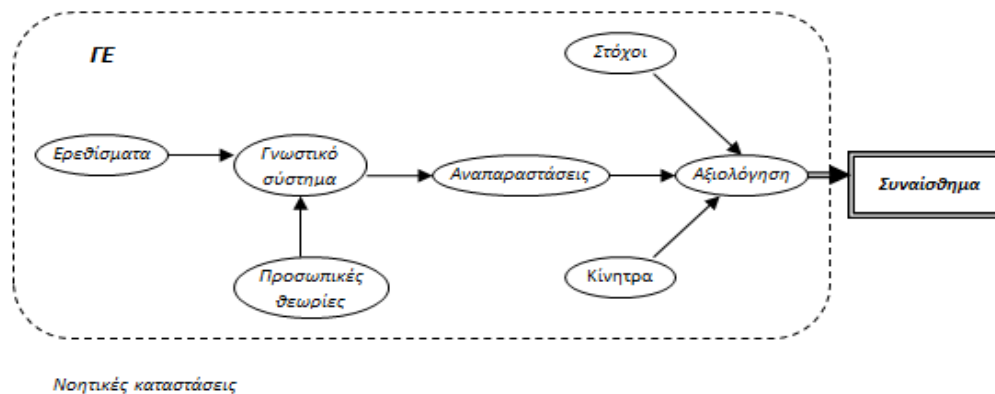 ΓΕ
Στόχοι
Ερεθίσματα
Γνωστικό
σύστημα
Αναπαραστάσεις
Αξιολόγηση
Συναίσθημα
Προσωπικές
θεωρίες
Κίνητρα
Νοητικές καταστάσεις